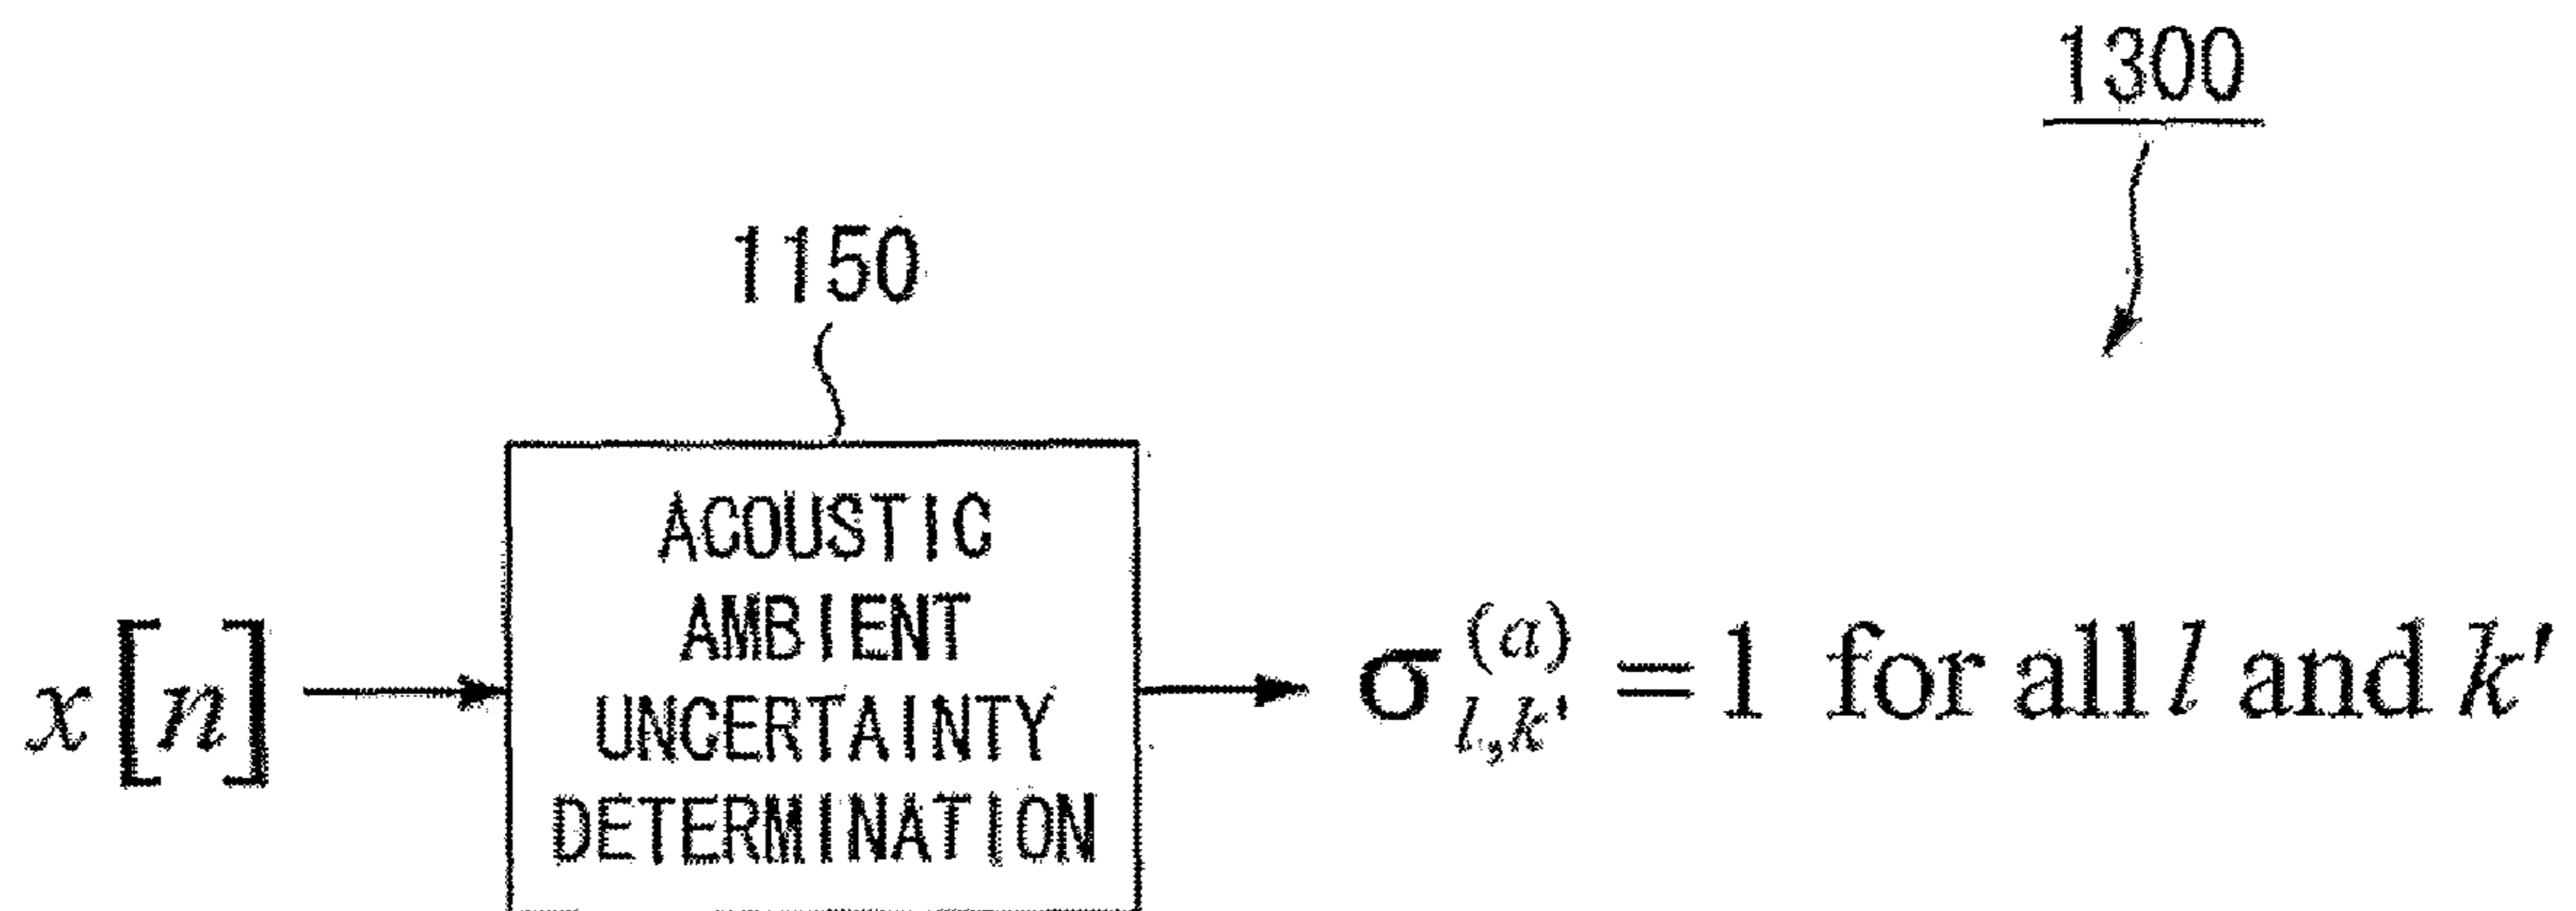 1300
1150
ACOUSTIC
AMBIENT
UNCERTAINTY
DETERMINATION
x[n]
σ_{l,k'}^{(a)} = 1 for all l and k'